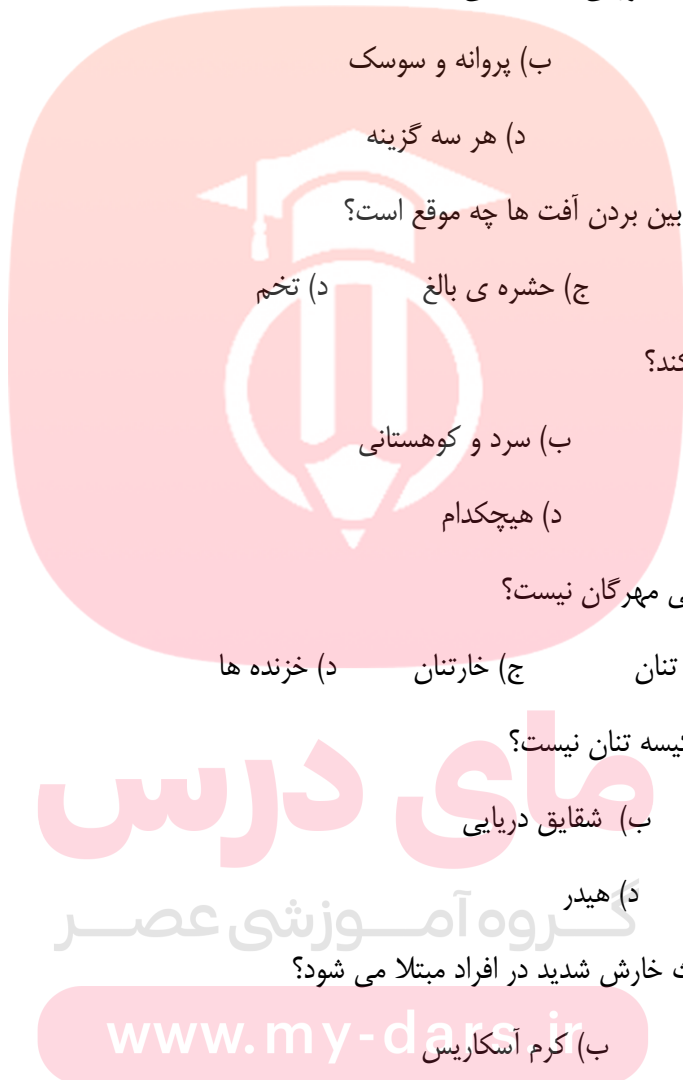 ب) پروانه و سوسک
د) هر سه گزینه
بین بردن آفت ها چه موقع است؟
ج) حشره ی بالغ د) تخم
کند؟
ب) سرد و کوهستانی
د) هیچکدام
مهرگان نیست؟
تنان ج) خارتنان د) خزنده ها
کیسه تنان نیست؟
ب) شقایق دریایی
د) هیدر
خارش شدید در افراد مبتلا می شود؟
ب) کرم آسکاریس
مای درس
گروه آموزشی عصر
www.my-dars.ir